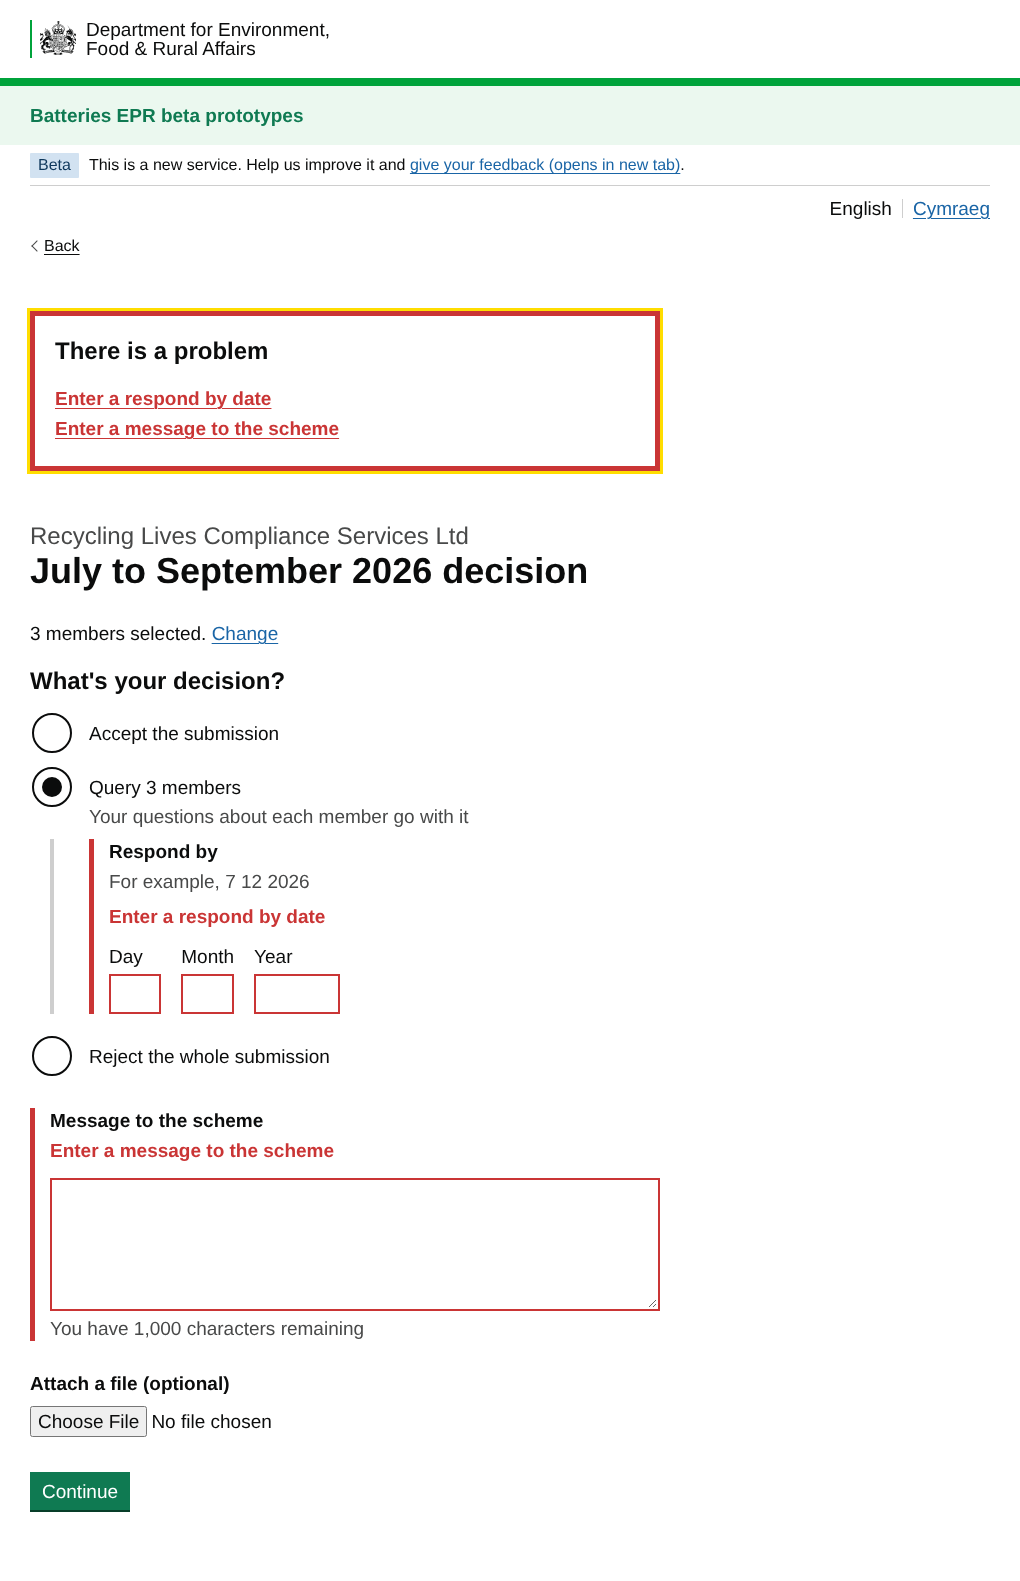 Department for Environment,
Food & Rural Affairs
Batteries EPR beta prototypes
Beta This is a new service. Help us improve it and give your feedback (opens in new tab).
English Cymraeg
Back
There is a problem
Enter a respond by date
Enter a message to the scheme
Recycling Lives Compliance Services Ltd
July to September 2026 decision
3 members selected. Change
What's your decision?
Accept the submission
Query 3 members
Your questions about each member go with it
Respond by
For example, 7 12 2026
Enter a respond by date
Day Month Year
Reject the whole submission
Message to the scheme
Enter a message to the scheme
You have 1,000 characters remaining
Attach a file (optional)
Choose File No file chosen
Continue